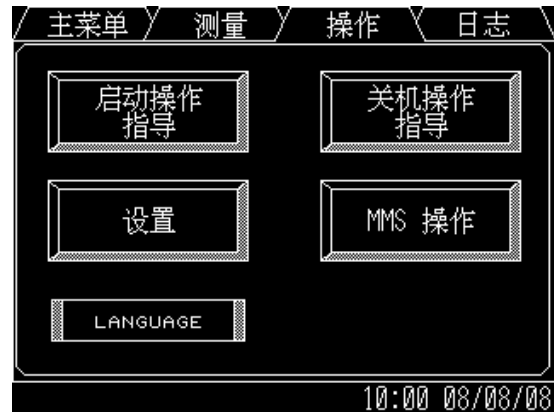 主菜单 测量 操作 日志
启动操作
指导
关机操作
指导
设置
MMS 操作
LANGUAGE
10:00 08/08/08